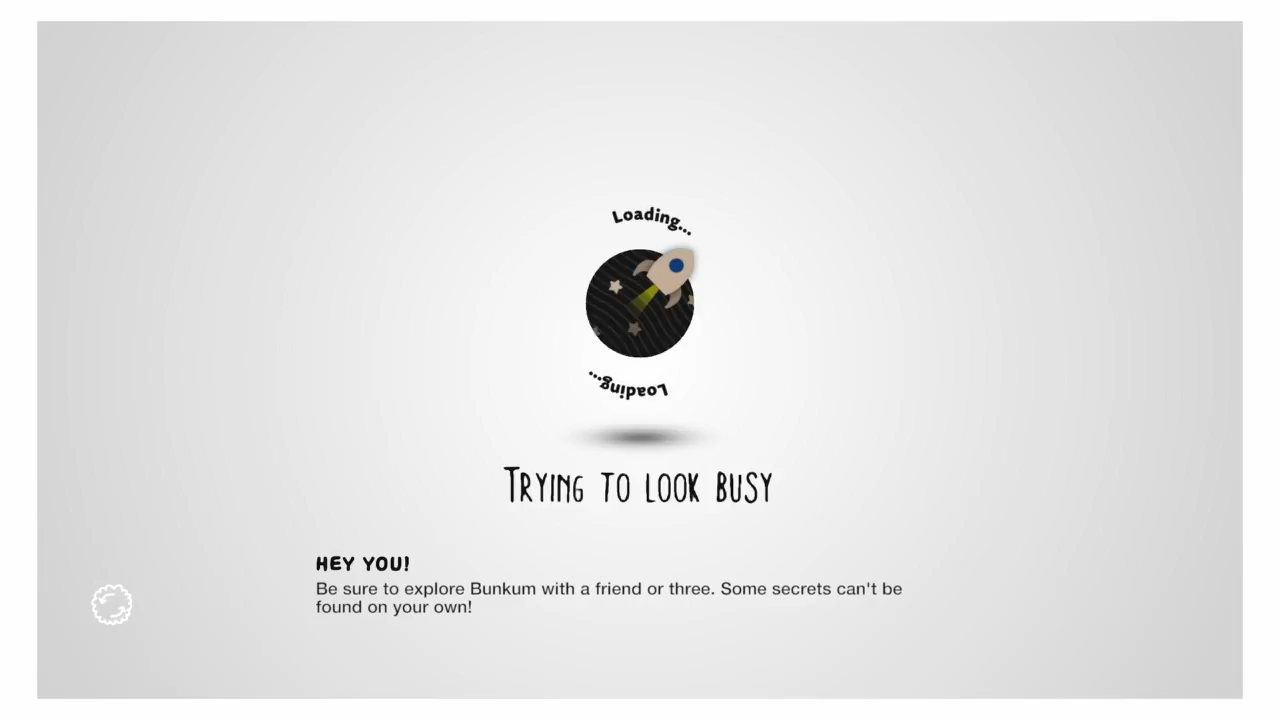 Loading...
Loading...
TRYING TO LOOK BUSY
HEY YOU!
Be sure to explore Bunkum with a friend or three. Some secrets can't be
found on your own!